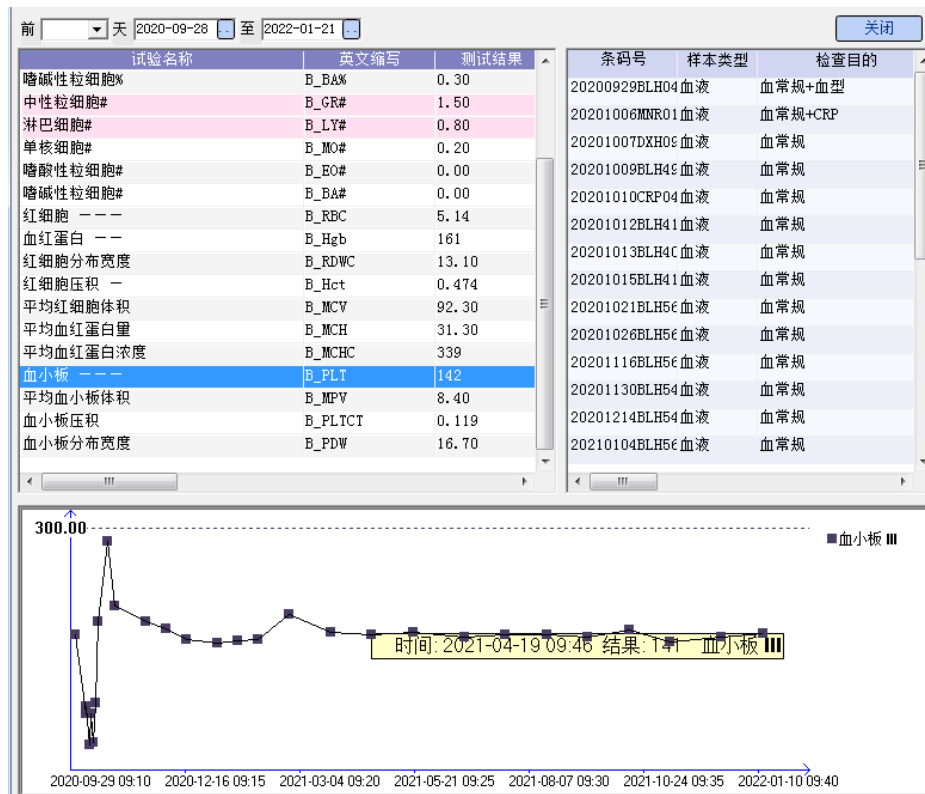 前 天 2020-09-28 .. 至 2022-01-21 .. 关闭
试验名称 英文缩写 测试结果
嗜碱性粒细胞% B_BA% 0.30
中性粒细胞# B_GR# 1.50
淋巴细胞# B_LY# 0.80
单核细胞# B_MO# 0.20
嗜酸性粒细胞# B_EO# 0.00
嗜碱性粒细胞# B_BA# 0.00
红细胞 一一一 B_RBC 5.14
血红蛋白 一一 B_Hgb 161
红细胞分布宽度 B_RDWC 13.10
红细胞压积 一 B_Hct 0.474
平均红细胞体积 B_MCV 92.30
平均血红蛋白量 B_MCH 31.30
平均血红蛋白浓度 B_MCHC 339
血小板 一一一 B_PLT 142
平均血小板体积 B_MPV 8.40
血小板压积 B_PLTCT 0.119
血小板分布宽度 B_PDW 16.70
条码号 样本类型 检查目的
20200929BLH04 血液 血常规+血型
20201006MNR01 血液 血常规+CRP
20201007DXH09 血液 血常规
20201009BLH49 血液 血常规
20201010CRP04 血液 血常规
20201012BLH41 血液 血常规
20201013BLH40 血液 血常规
20201015BLH41 血液 血常规
20201021BLH56 血液 血常规
20201026BLH56 血液 血常规
20201116BLH56 血液 血常规
20201130BLH54 血液 血常规
20201214BLH54 血液 血常规
20210104BLH56 血液 血常规
300.00
血小板
时间: 2021-04-19 09:46 结果: 141 血小板
2020-09-29 09:10 2020-12-16 09:15 2021-03-04 09:20 2021-05-21 09:25 2021-08-07 09:30 2021-10-24 09:35 2022-01-10 09:40